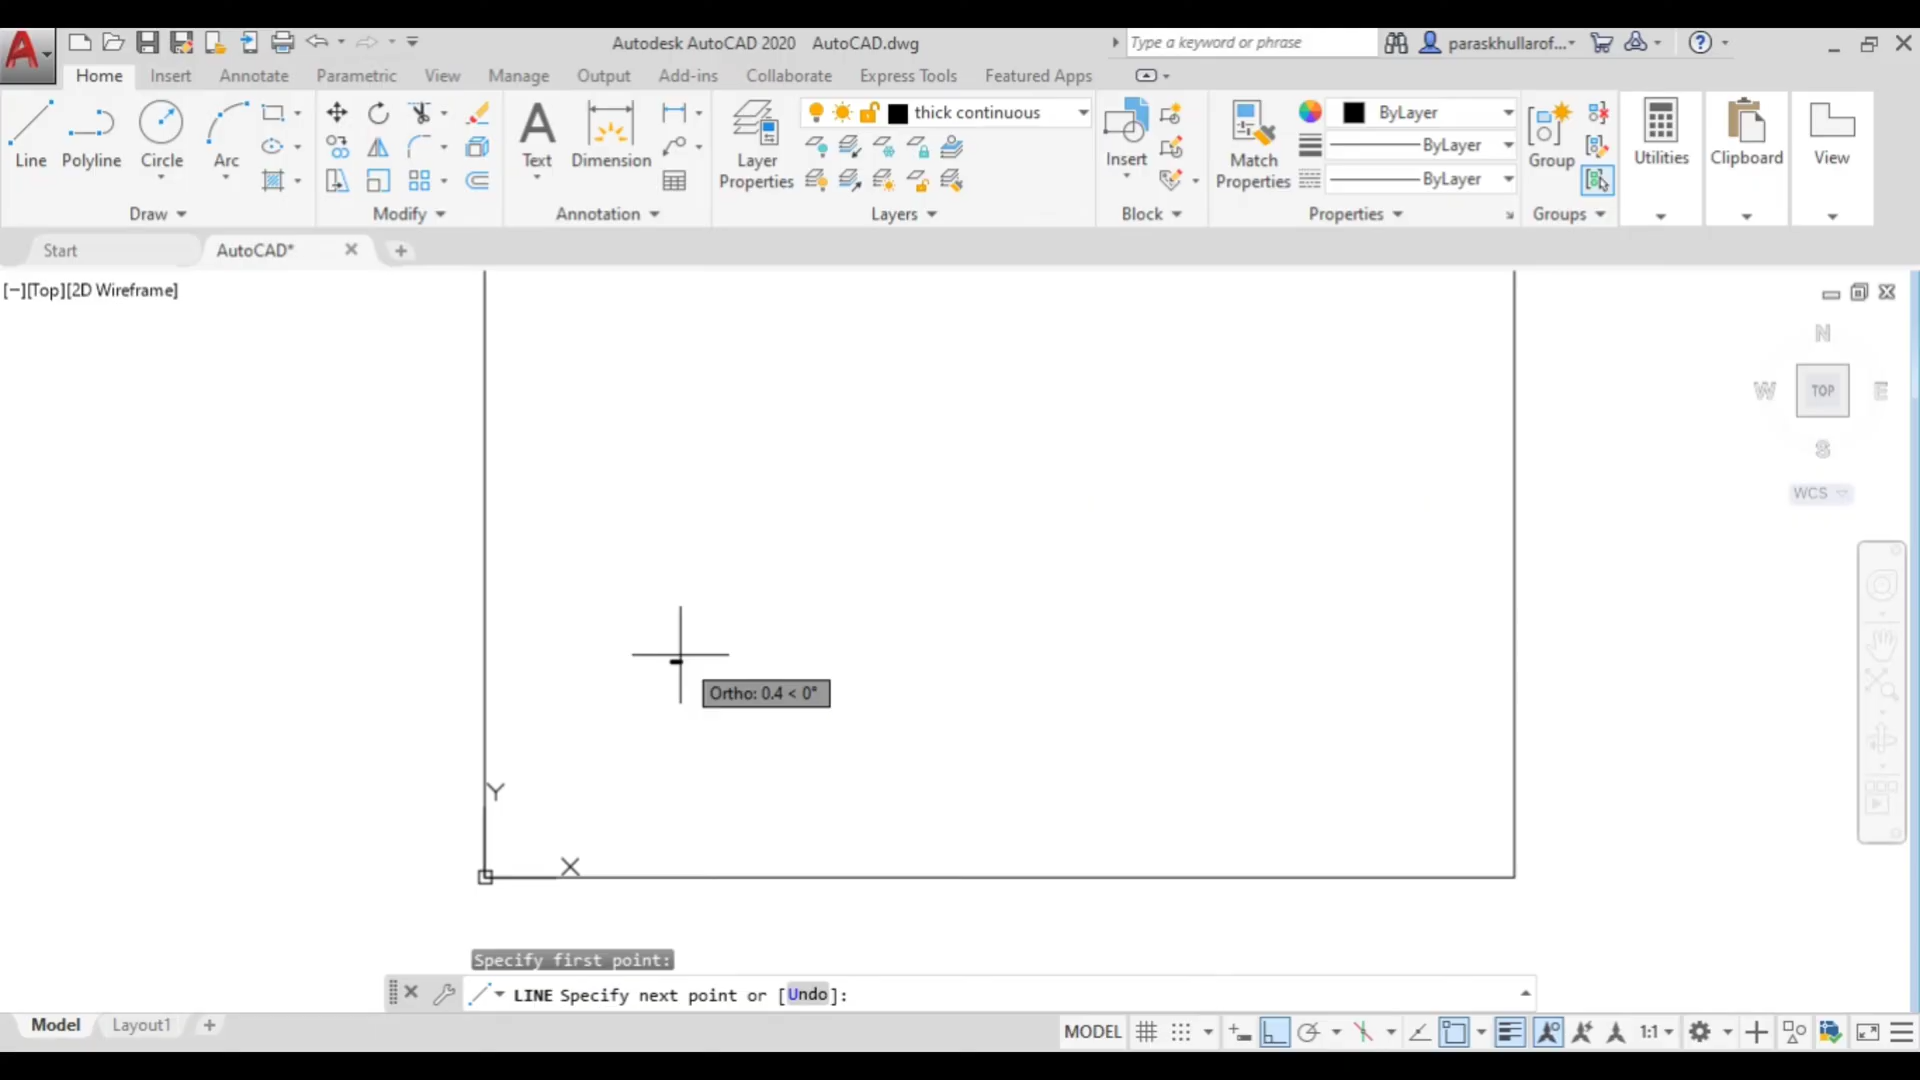 Autodesk AutoCAD 2020 AutoCAD.dwg
Type a keyword or phrase
paraskhullarof...
Home Insert Annotate Parametric View Manage Output Add-ins Collaborate Express Tools Featured Apps
thick continuous
ByLayer
ByLayer
ByLayer
Line Polyline Circle Arc
Text Dimension
Layer Properties
Insert
Match Properties
Group
Utilities
Clipboard
View
Draw Modify Annotation Layers Block Properties Groups
Start AutoCAD*
[−][Top][2D Wireframe]
N
W TOP E
S
WCS
Ortho: 0.4 < 0°
Y
X
Specify first point:
LINE Specify next point or [Undo]:
Model Layout1
MODEL 1:1